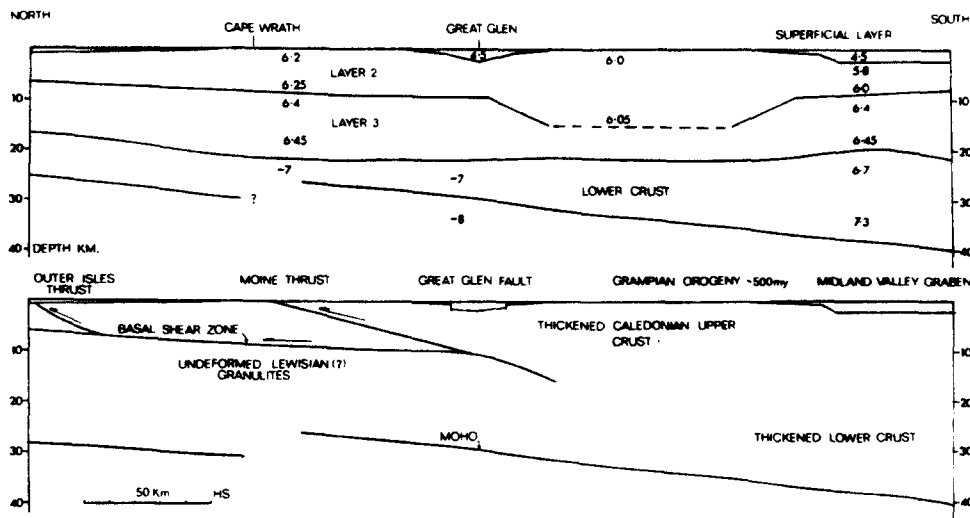 NORTH
SOUTH
CAPE WRATH
GREAT GLEN
SUPERFICIAL LAYER
6·2
4·5
6·0
4·5
5·8
LAYER 2
6·25
6·0
10
6·4
6·4
10
LAYER 3
6·05
6·45
6·45
20
20
~7
~7
6·7
LOWER CRUST
30
?
30
~8
7·3
40
DEPTH KM.
40
OUTER ISLES
THRUST
MOINE THRUST
GREAT GLEN FAULT
GRAMPIAN OROGENY ~500my
MIDLAND VALLEY GRABEN
BASAL SHEAR ZONE
THICKENED CALEDONIAN UPPER
CRUST ·
10
10
UNDEFORMED LEWISIAN (?)
GRANULITES
20
20
MOHO
THICKENED LOWER CRUST
30
30
50 Km
HS
40
40